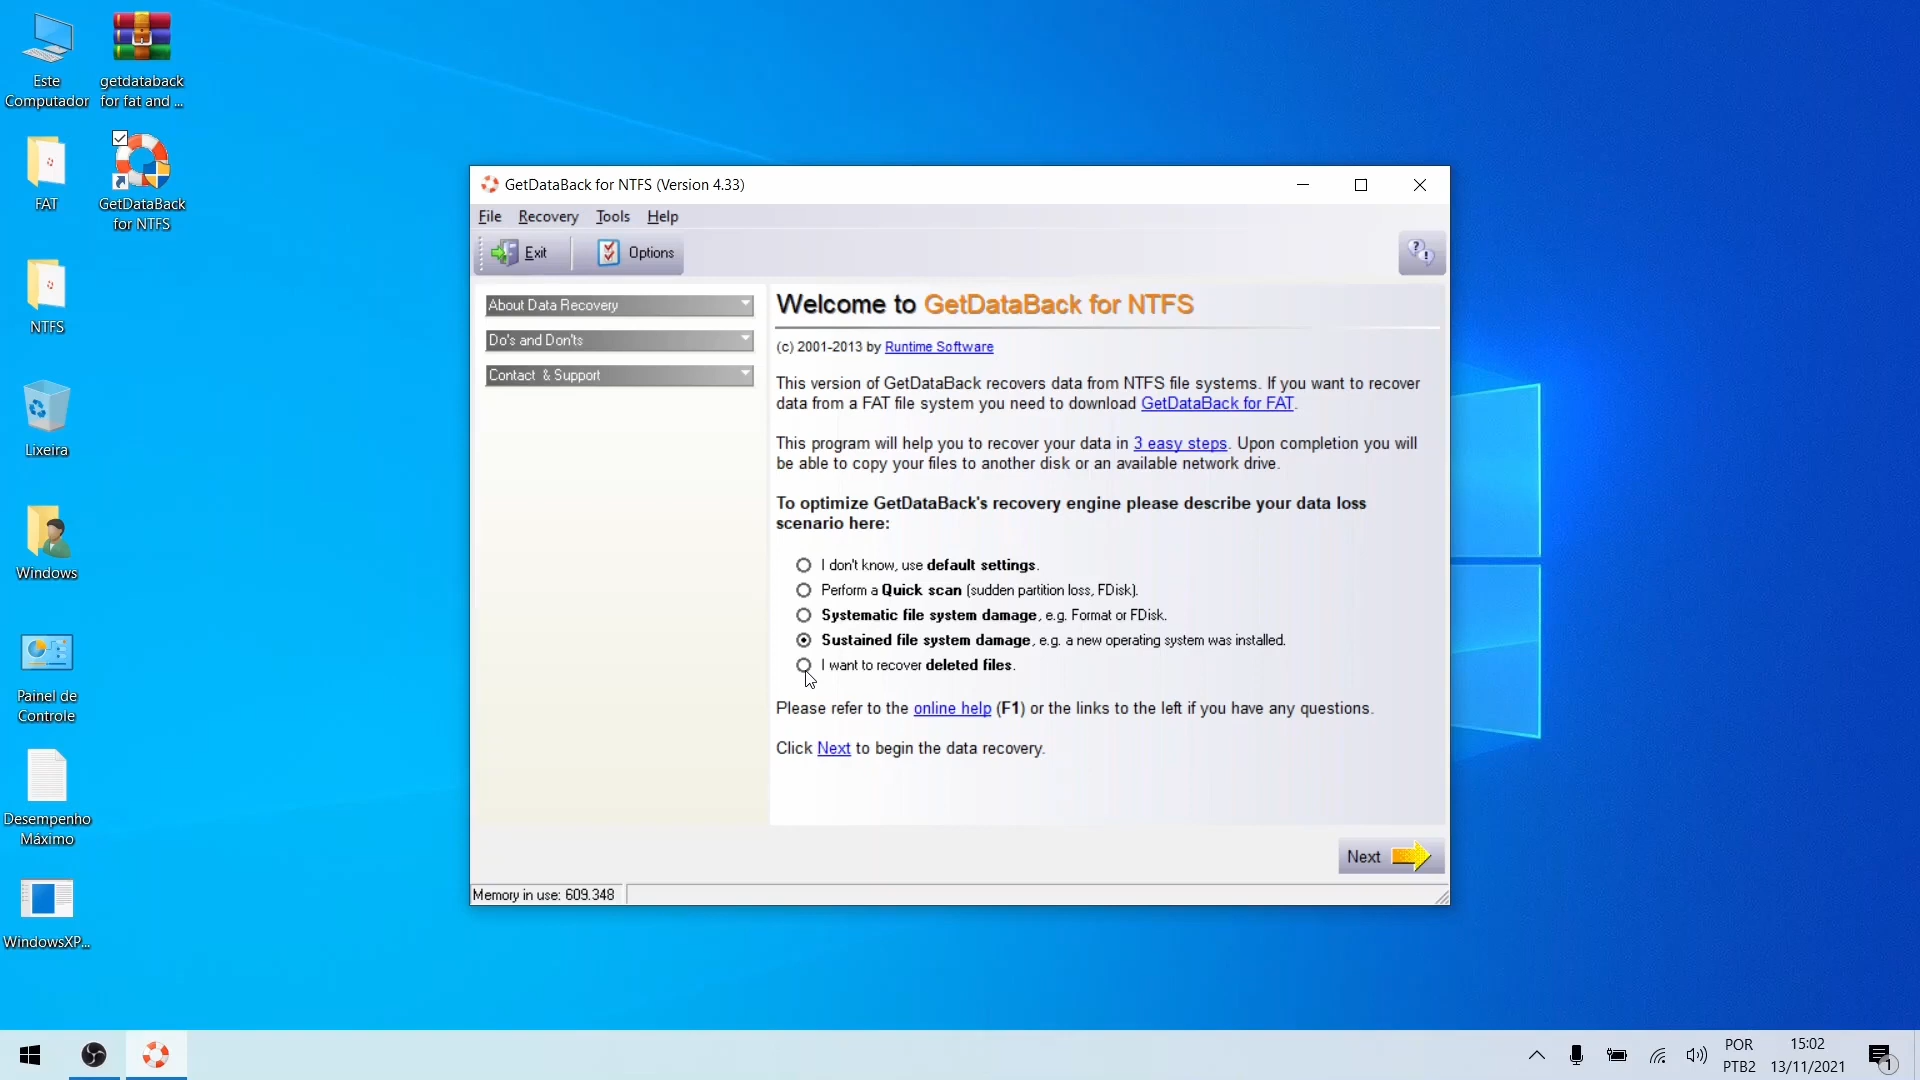 Este
Computador
getdataback
for fat and ...
FAT
GetDataBack
for NTFS
NTFS
Lixeira
Windows
Painel de
Controle
Desempenho
Máximo
WindowsXP...
GetDataBack for NTFS (Version 4.33)
File Recovery Tools Help
Exit Options
About Data Recovery
Do's and Don'ts
Contact & Support
Welcome to GetDataBack for NTFS
(c) 2001-2013 by Runtime Software
This version of GetDataBack recovers data from NTFS file systems. If you want to recover
data from a FAT file system you need to download GetDataBack for FAT.
This program will help you to recover your data in 3 easy steps. Upon completion you will
be able to copy your files to another disk or an available network drive.
To optimize GetDataBack's recovery engine please describe your data loss
scenario here:
I don't know, use default settings.
Perform a Quick scan (sudden partition loss, FDisk).
Systematic file system damage, e.g. Format or FDisk.
Sustained file system damage, e.g. a new operating system was installed.
I want to recover deleted files.
Please refer to the online help (F1) or the links to the left if you have any questions.
Click Next to begin the data recovery.
Next
Memory in use: 609.348
POR
PTB2
15:02
13/11/2021
1